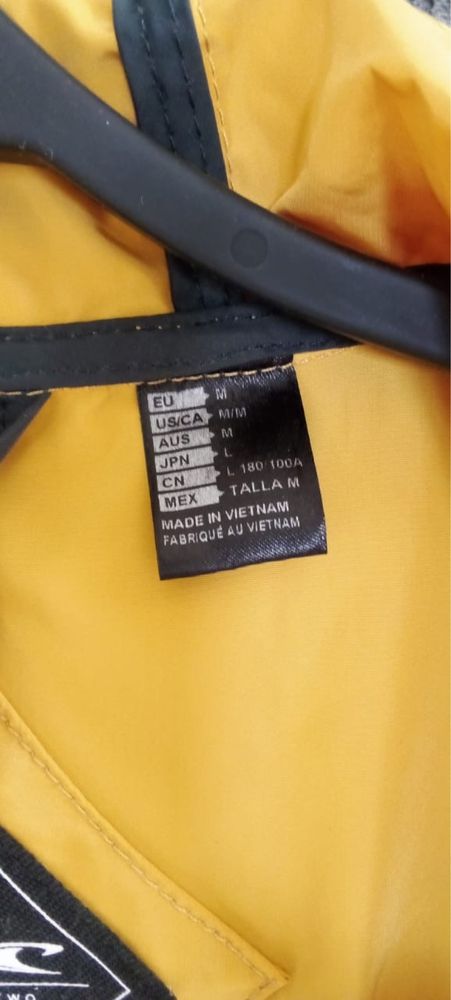 EU M
US/CA M/M
AUS M
JPN L
CN L 180/100A
MEX TALLA M
MADE IN VIETNAM
FABRIQUÉ AU VIETNAM